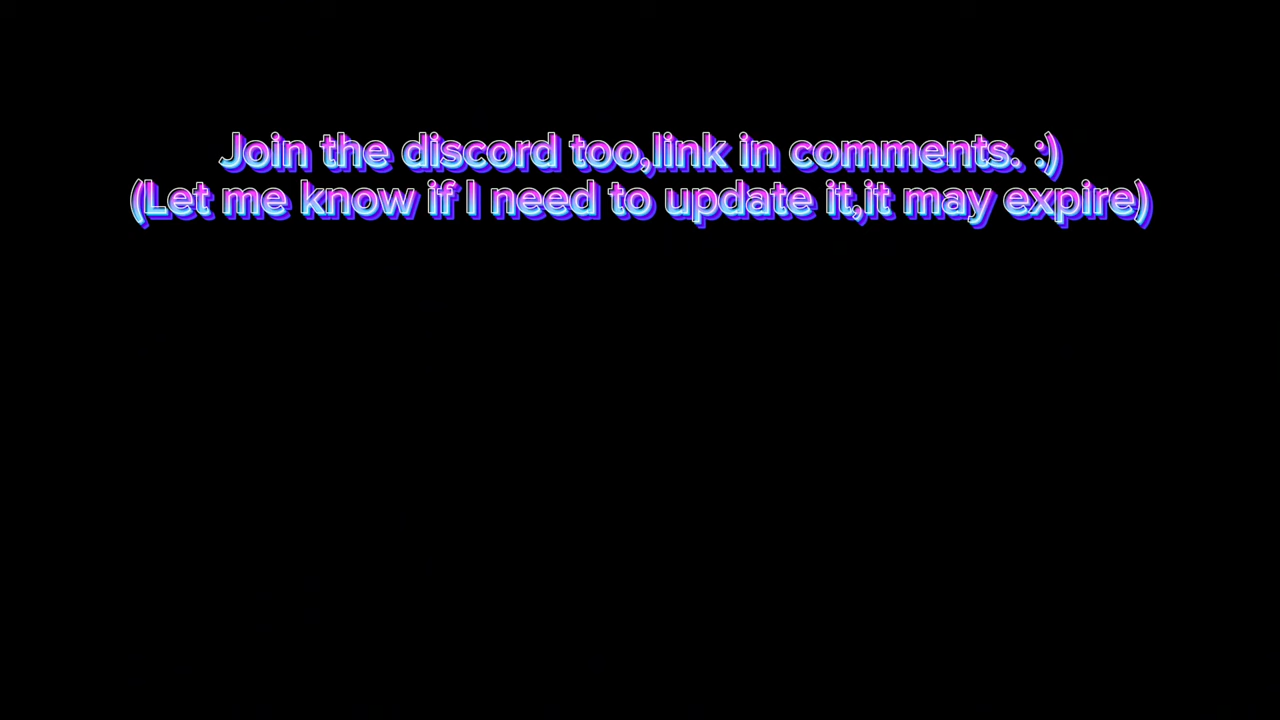 Join the discord too,link in comments. :)
(Let me know if I need to update it,it may expire)